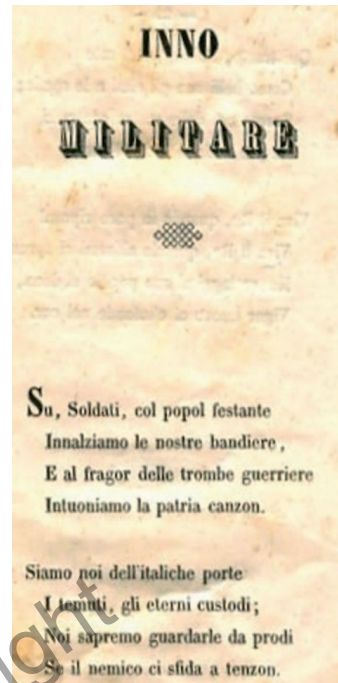 INNO
MILITARE
Su, Soldati, col popol festante
Innalziamo le nostre bandiere,
E al fragor delle trombe guerriere
Intuoniamo la patria canzon.
Siamo noi dell'italiche porte
I temuti, gli eterni custodi;
Noi sapremo guardarle da prodi
Se il nemico ci sfida a tenzon.
ight